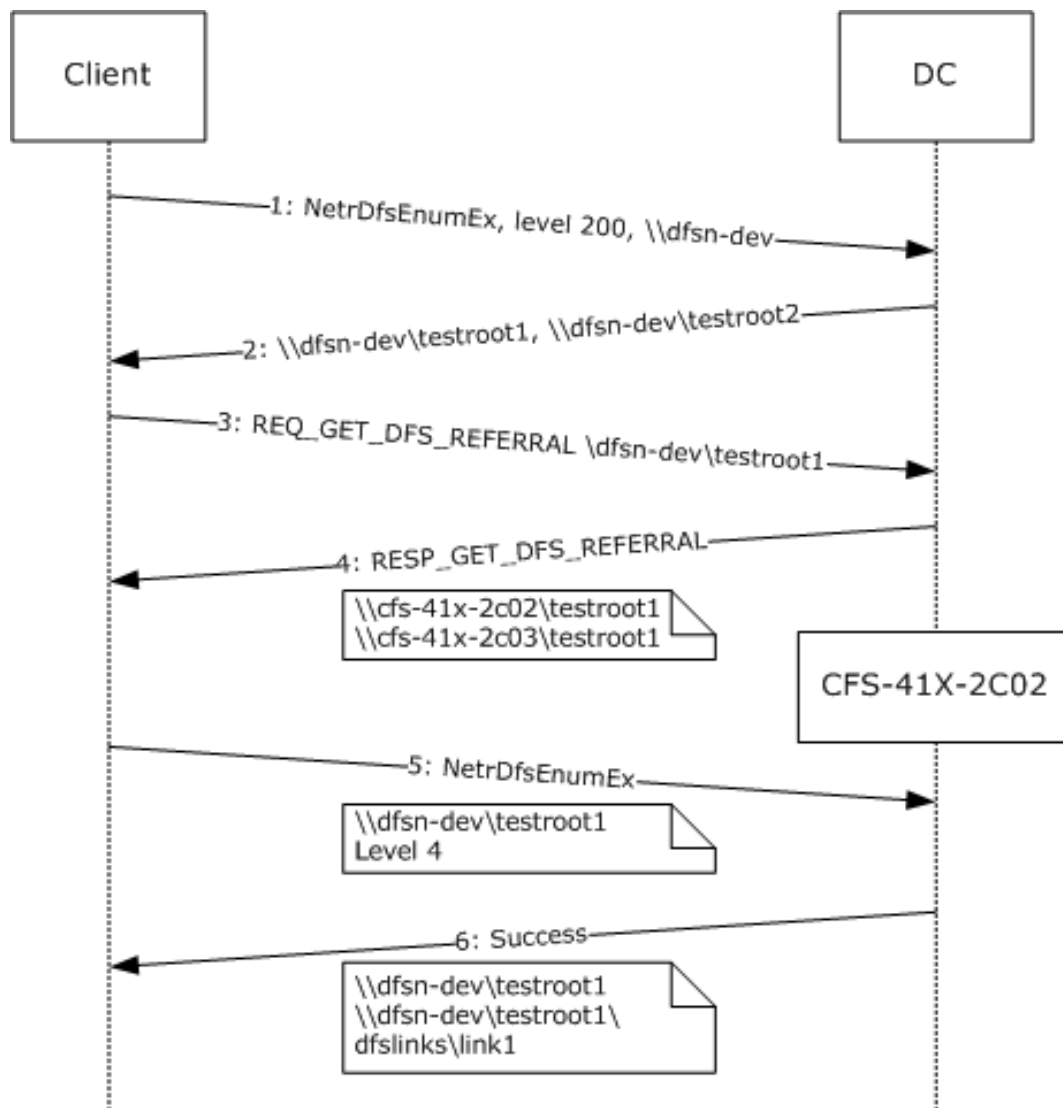 Client
DC
1: NetrDfsEnumEx, level 200, \\dfsn-dev
2: \\dfsn-dev\testroot1, \\dfsn-dev\testroot2
3: REQ_GET_DFS_REFERRAL \dfsn-dev\testroot1
4: RESP_GET_DFS_REFERRAL
\\cfs-41x-2c02\testroot1
\\cfs-41x-2c03\testroot1
CFS-41X-2C02
5: NetrDfsEnumEx
\\dfsn-dev\testroot1
Level 4
6: Success
\\dfsn-dev\testroot1
\\dfsn-dev\testroot1\
dfslinks\link1